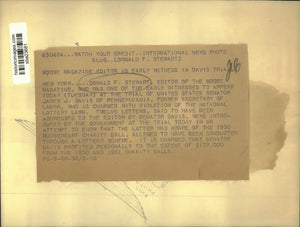 630484...WATCH YOUR CREDIT...INTERNATIONAL NEWS PHOTO
SLUG. (DONALD F. STEWART)
MOOSE MAGAZINE EDITOR IS EARLY WITNESS IN DAVIS TRIAL
NEW YORK....DONALD F. STEWART, EDITOR OF THE MOOSE
MAGAZINE, WHO WAS ONE OF THE EARLY WITNESSES TO APPEAR
TODAY (TUESDAY) AT THE TRIAL OF UNITED STATES SENATOR
JAMES J. DAVIS OF PENNSYLVANIA, FORMER SECRETARY OF
LABOR, WHO IS CHARGED WITH EVOLATION OF THE NATIONAL
LOTTERY LAWS. TWELVE LETTERS, SAID TO HAVE BEEN
WITNESSES TO THE EDITOR BY SENATOR DAVIS, WERE INTRO-
DUCED BY THE GOVERNMENT AT THE TRIAL TODAY IN AN
ATTEMPT TO SHOW THAT THE LATTER WAS AWARE OF THE 1930
MOOSEHEART CHARITY BALL, ALLEGED TO HAVE BEEN CONDUCTED
THROUGH A LOTTERY SCHEME. IT IS CHARGED THAT SENATOR
DAVIS PROFITED PERSONALLY TO THE EXTENT OF $172,000
FROM THE 1930 AND 1931 CHARITY BALLS.